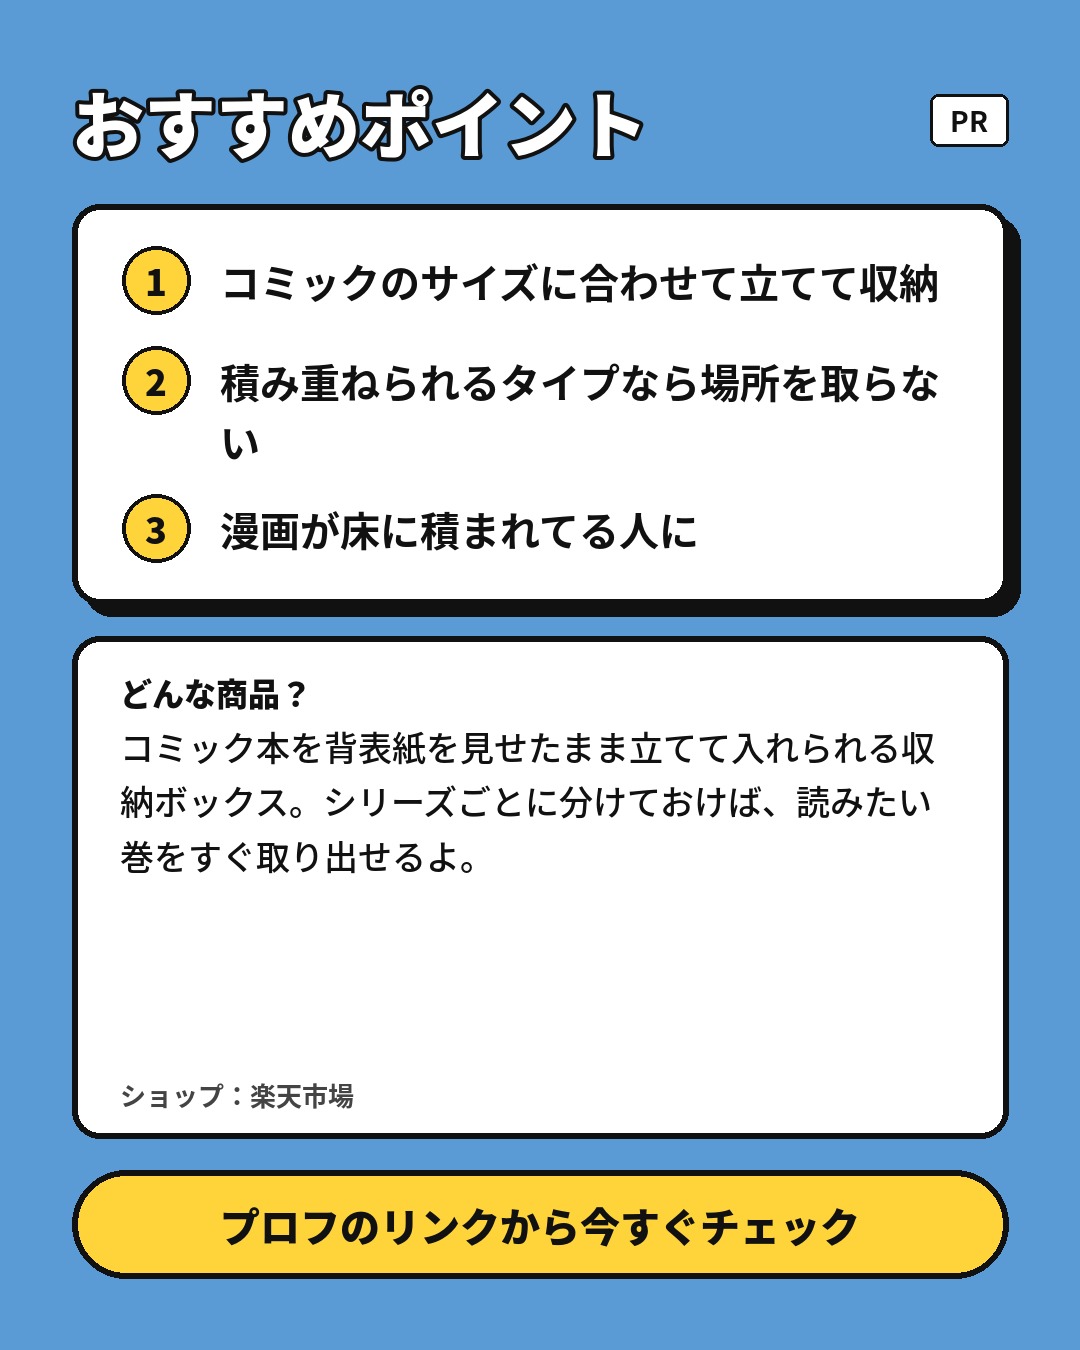 おすすめポイント
PR
1 コミックのサイズに合わせて立てて収納
2 積み重ねられるタイプなら場所を取らな
い
3 漫画が床に積まれてる人に
どんな商品？
コミック本を背表紙を見せたまま立てて入れられる収
納ボックス。シリーズごとに分けておけば、読みたい
巻をすぐ取り出せるよ。
ショップ：楽天市場
プロフのリンクから今すぐチェック